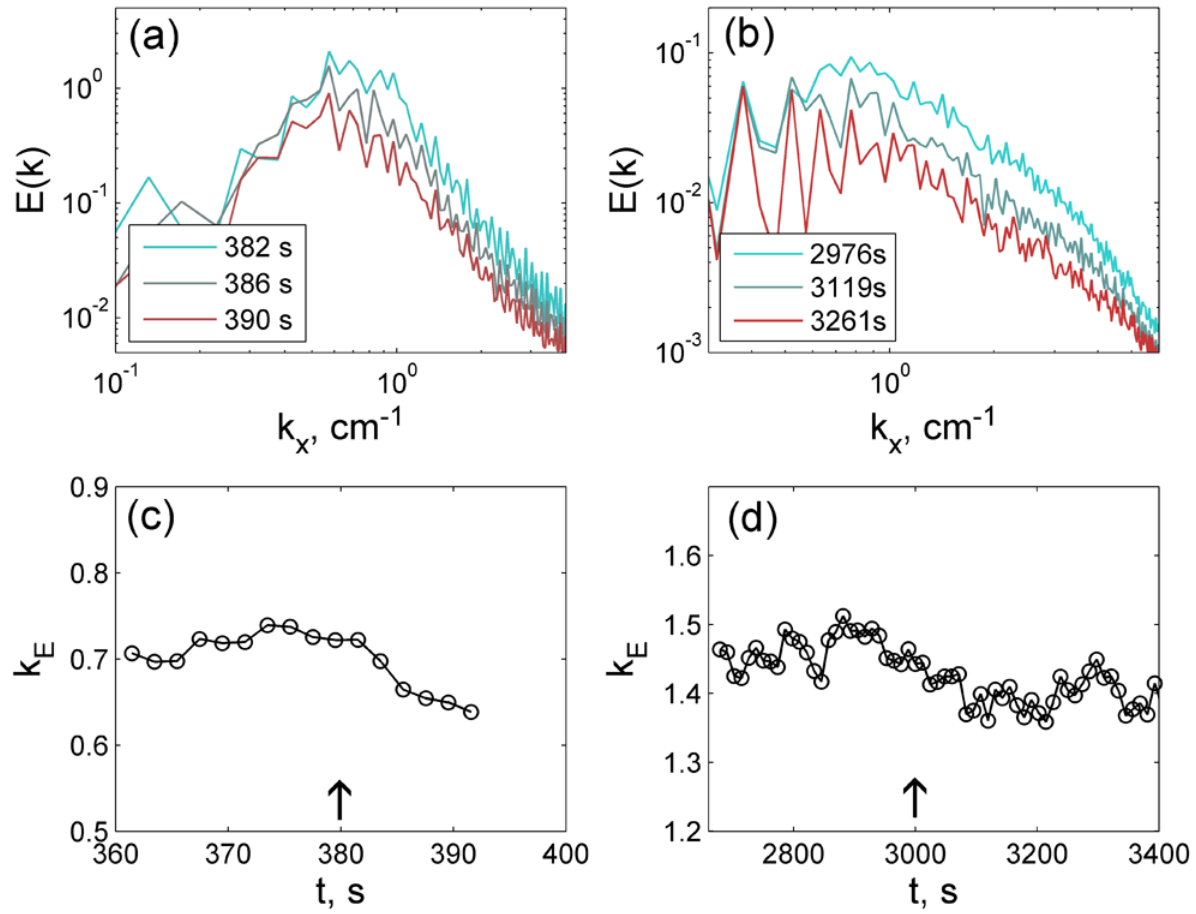 (a)
E(k)
10^0
10^-1
10^-2
382 s
386 s
390 s
10^-1
10^0
k_x, cm^-1
(b)
E(k)
10^-1
10^-2
10^-3
2976s
3119s
3261s
10^0
k_x, cm^-1
(c)
k_E
0.9
0.8
0.7
0.6
0.5
360
370
380
390
400
t, s
(d)
k_E
1.6
1.5
1.4
1.3
1.2
2800
3000
3200
3400
t, s